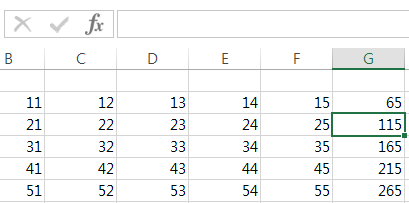 fx
B C D E F G
11 12 13 14 15 65
21 22 23 24 25 115
31 32 33 34 35 165
41 42 43 44 45 215
51 52 53 54 55 265